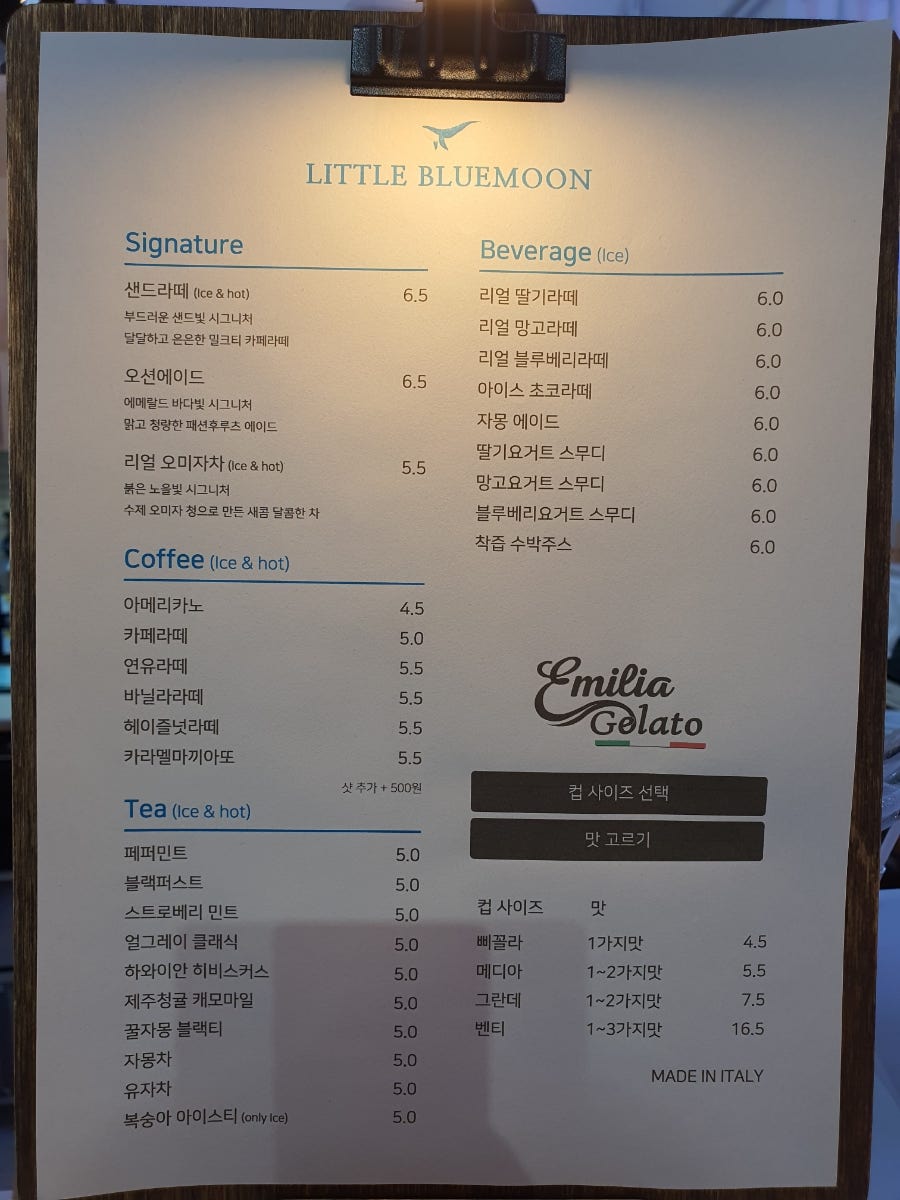 LITTLE BLUEMOON
Signature
샌드라떼 (Ice & hot) 6.5
부드러운 샌드빛 시그니처
달달하고 은은한 밀크티 카페라떼
오션에이드 6.5
에메랄드 바다빛 시그니처
맑고 청량한 패션후루츠 에이드
리얼 오미자차 (Ice & hot) 5.5
붉은 노을빛 시그니처
수제 오미자 청으로 만든 새콤 달콤한 차
Coffee (Ice & hot)
아메리카노 4.5
카페라떼 5.0
연유라떼 5.5
바닐라라떼 5.5
헤이즐넛라떼 5.5
카라멜마끼아또 5.5
샷 추가 + 500원
Tea (Ice & hot)
페퍼민트 5.0
블랙퍼스트 5.0
스트로베리 민트 5.0
얼그레이 클래식 5.0
하와이안 히비스커스 5.0
제주청귤 캐모마일 5.0
꿀자몽 블랙티 5.0
자몽차 5.0
유자차 5.0
복숭아 아이스티 (only Ice) 5.0
Beverage (Ice)
리얼 딸기라떼 6.0
리얼 망고라떼 6.0
리얼 블루베리라떼 6.0
아이스 초코라떼 6.0
자몽 에이드 6.0
딸기요거트 스무디 6.0
망고요거트 스무디 6.0
블루베리요거트 스무디 6.0
착즙 수박주스 6.0
Emilia
Gelato
컵 사이즈 선택
맛 고르기
컵 사이즈 맛
삐꼴라 1가지맛 4.5
메디아 1~2가지맛 5.5
그란데 1~2가지맛 7.5
벤티 1~3가지맛 16.5
MADE IN ITALY